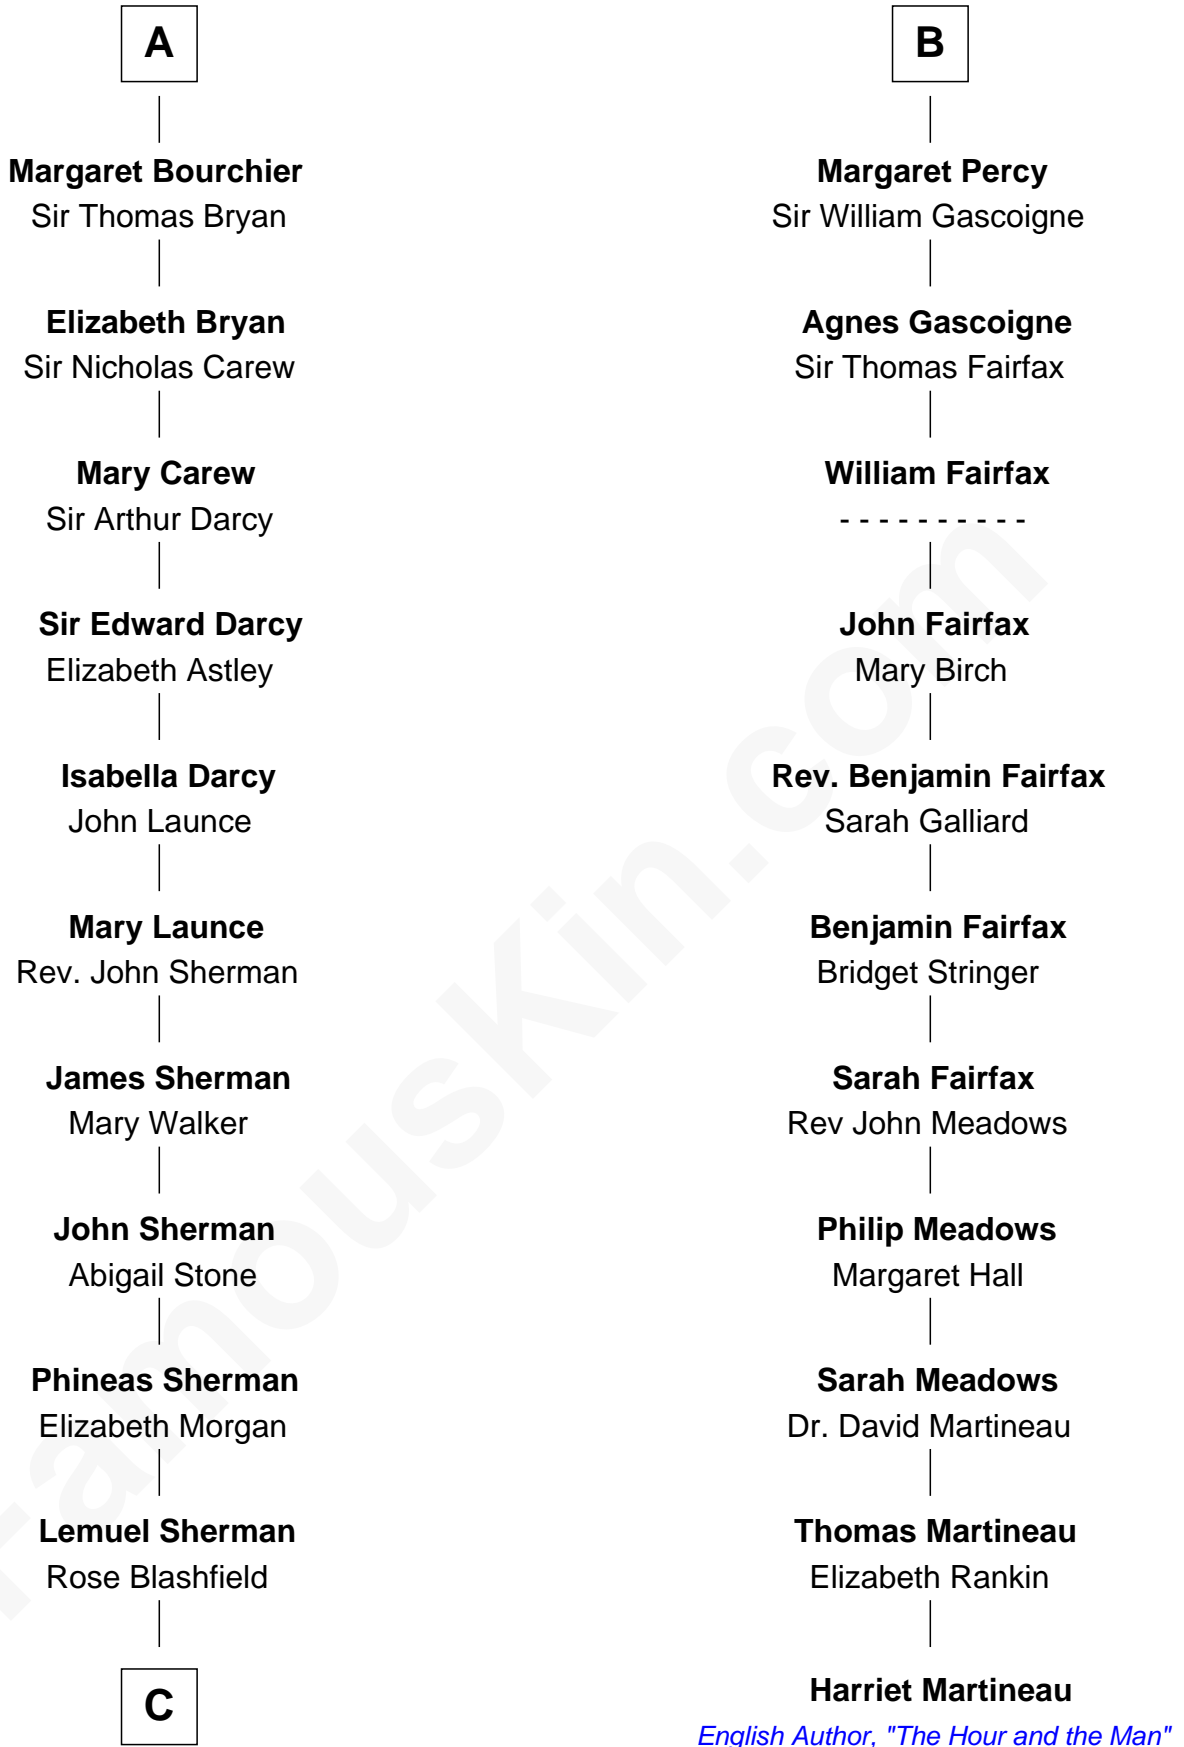 A
Margaret Bourchier
Sir Thomas Bryan
Elizabeth Bryan
Sir Nicholas Carew
Mary Carew
Sir Arthur Darcy
Sir Edward Darcy
Elizabeth Astley
Isabella Darcy
John Launce
Mary Launce
Rev. John Sherman
James Sherman
Mary Walker
John Sherman
Abigail Stone
Phineas Sherman
Elizabeth Morgan
Lemuel Sherman
Rose Blashfield
C
B
Margaret Percy
Sir William Gascoigne
Agnes Gascoigne
Sir Thomas Fairfax
William Fairfax
- - - - - - - - - -
John Fairfax
Mary Birch
Rev. Benjamin Fairfax
Sarah Galliard
Benjamin Fairfax
Bridget Stringer
Sarah Fairfax
Rev John Meadows
Philip Meadows
Margaret Hall
Sarah Meadows
Dr. David Martineau
Thomas Martineau
Elizabeth Rankin
Harriet Martineau
English Author, "The Hour and the Man"
FamousKin.com